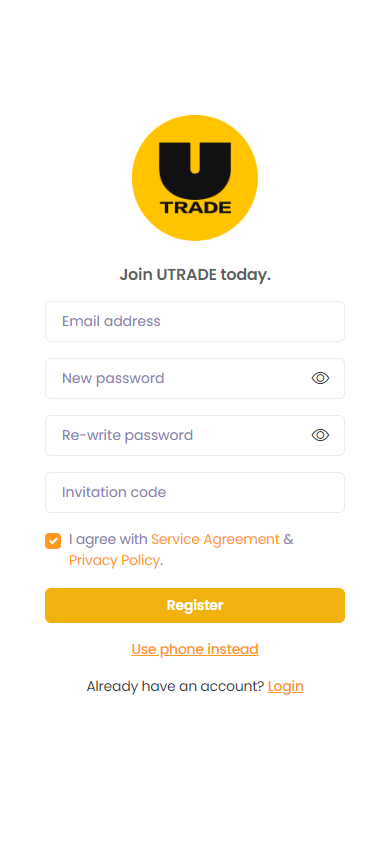 U
TRADE
Join UTRADE today.
Email address
New password
Re-write password
Invitation code
I agree with Service Agreement &
Privacy Policy.
Register
Use phone instead
Already have an account? Login